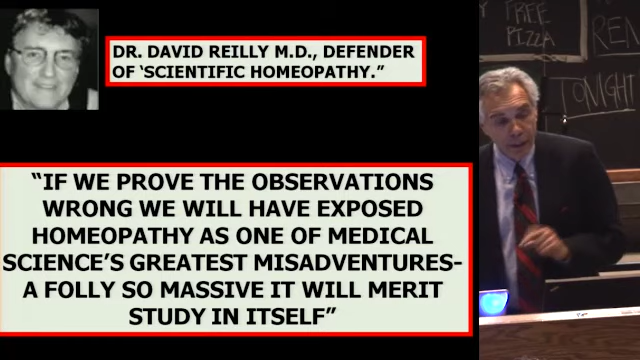 DR. DAVID REILLY M.D., DEFENDER
OF ‘SCIENTIFIC HOMEOPATHY.”
“IF WE PROVE THE OBSERVATIONS
WRONG WE WILL HAVE EXPOSED
HOMEOPATHY AS ONE OF MEDICAL
SCIENCE’S GREATEST MISADVENTURES-
A FOLLY SO MASSIVE IT WILL MERIT
STUDY IN ITSELF”
FREE
PIZZA
REN
TONIGHT